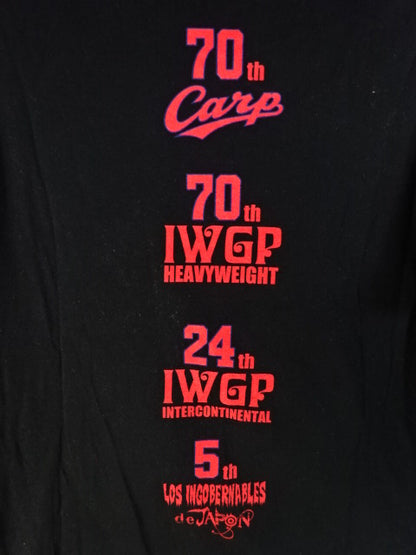 70th
Carp
70th
IWGP
HEAVYWEIGHT
24th
IWGP
INTERCONTINENTAL
5th
LOS INGOBERNABLES
de JAPON